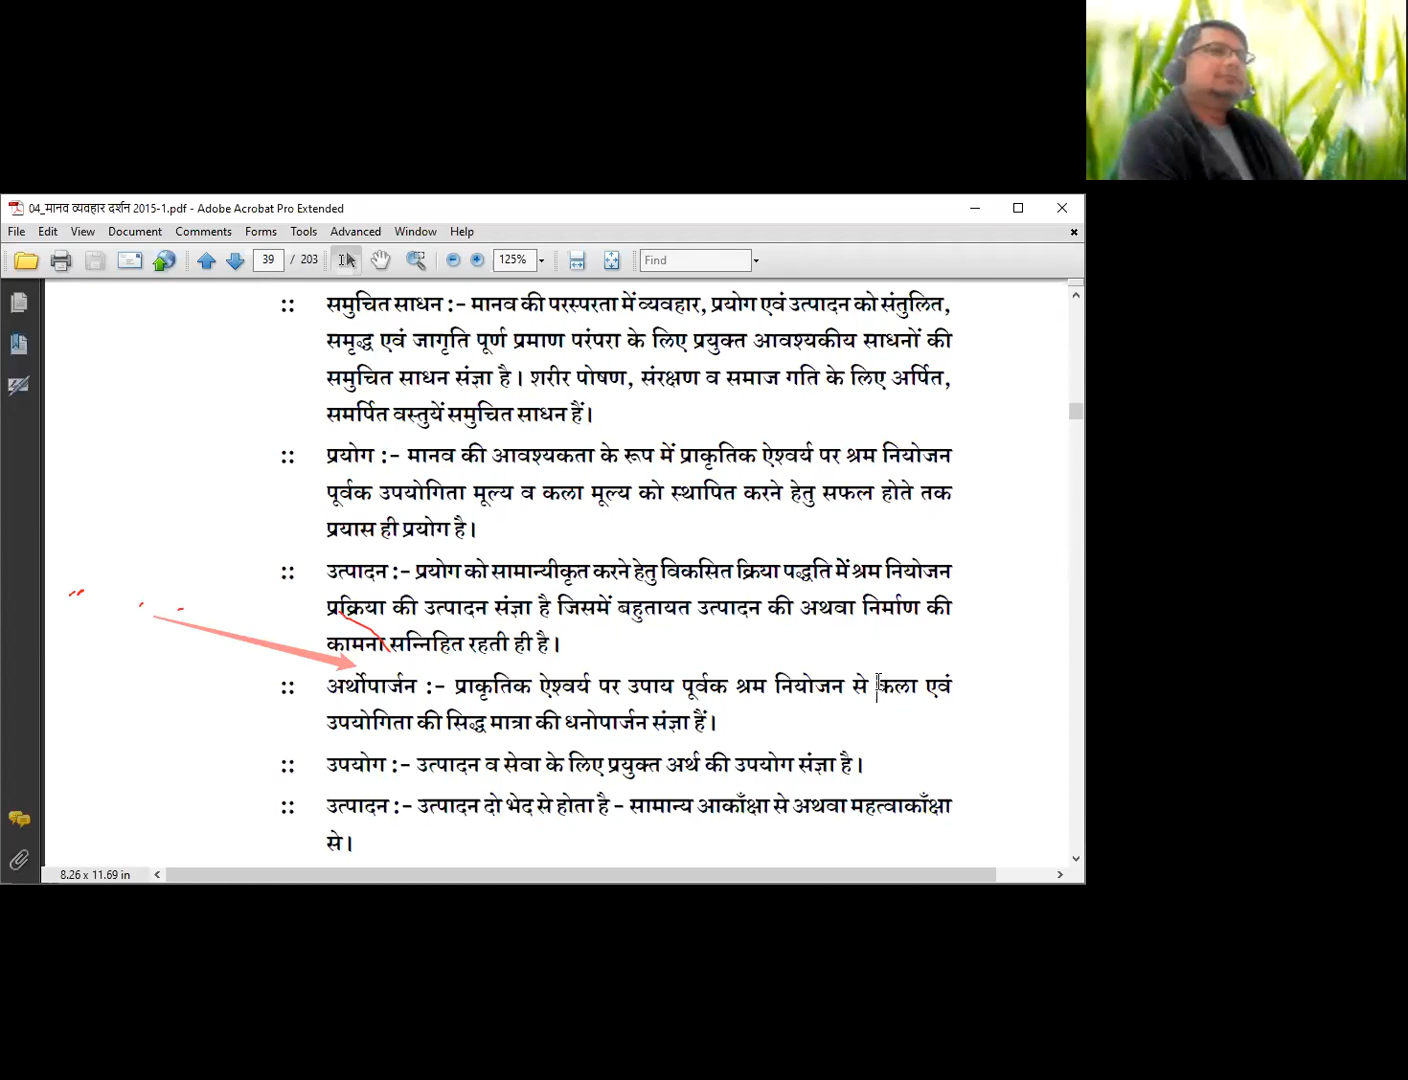 04_मानव व्यवहार दर्शन 2015-1.pdf - Adobe Acrobat Pro Extended
File Edit View Document Comments Forms Tools Advanced Window Help
39 / 203 125% Find
:: समुचित साधन :- मानव की परस्परता में व्यवहार, प्रयोग एवं उत्पादन को संतुलित,
समृद्ध एवं जागृति पूर्ण प्रमाण परंपरा के लिए प्रयुक्त आवश्यकीय साधनों की
समुचित साधन संज्ञा है। शरीर पोषण, संरक्षण व समाज गति के लिए अर्पित,
समर्पित वस्तुयें समुचित साधन हैं।
:: प्रयोग :- मानव की आवश्यकता के रूप में प्राकृतिक ऐश्वर्य पर श्रम नियोजन
पूर्वक उपयोगिता मूल्य व कला मूल्य को स्थापित करने हेतु सफल होते तक
प्रयास ही प्रयोग है।
:: उत्पादन :- प्रयोग को सामान्यीकृत करने हेतु विकसित क्रिया पद्धति में श्रम नियोजन
प्रक्रिया की उत्पादन संज्ञा है जिसमें बहुतायत उत्पादन की अथवा निर्माण की
कामना सन्निहित रहती ही है।
:: अर्थोपार्जन :- प्राकृतिक ऐश्वर्य पर उपाय पूर्वक श्रम नियोजन से कला एवं
उपयोगिता की सिद्ध मात्रा की धनोपार्जन संज्ञा हैं।
:: उपयोग :- उत्पादन व सेवा के लिए प्रयुक्त अर्थ की उपयोग संज्ञा है।
:: उत्पादन :- उत्पादन दो भेद से होता है - सामान्य आकाँक्षा से अथवा महत्वाकाँक्षा
से।
8.26 x 11.69 in